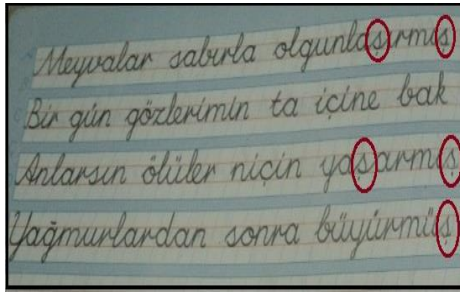 Meyvalar sabırla olgunlaşırmış
Bir gün gözlerimin ta içine bak
Anlarsın ölüler niçin yaşarmış
Yağmurlardan sonra büyürmüş